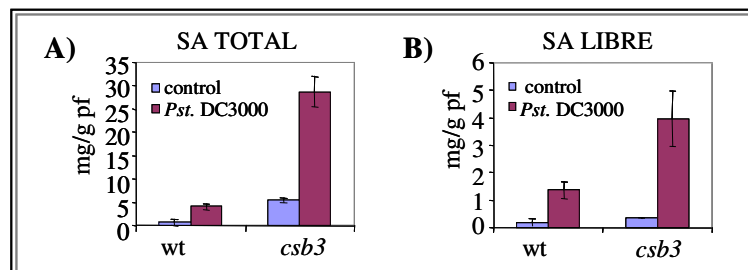 A) SA TOTAL
mg/g pf
35
30
25
20
15
10
5
0
control
Pst. DC3000
wt csb3
B) SA LIBRE
mg/g pf
6
5
4
3
2
1
0
control
Pst. DC3000
wt csb3